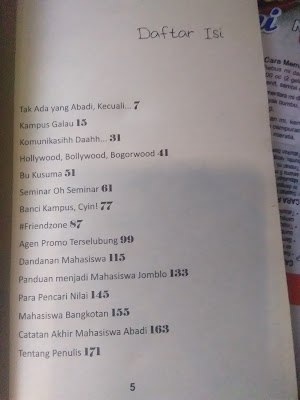 Daftar Isi
Tak Ada yang Abadi, Kecuali... 7
Kampus Galau 15
Komunikasihh Daahh... 31
Hollywood, Bollywood, Bogorwood 41
Bu Kusuma 51
Seminar Oh Seminar 61
Banci Kampus, Cyin! 77
#Friendzone 87
Agen Promo Terselubung 99
Dandanan Mahasiswa 115
Panduan menjadi Mahasiswa Jomblo 133
Para Pencari Nilai 145
Mahasiswa Bangkotan 155
Catatan Akhir Mahasiswa Abadi 163
Tentang Penulis 171
5
Cara Mem